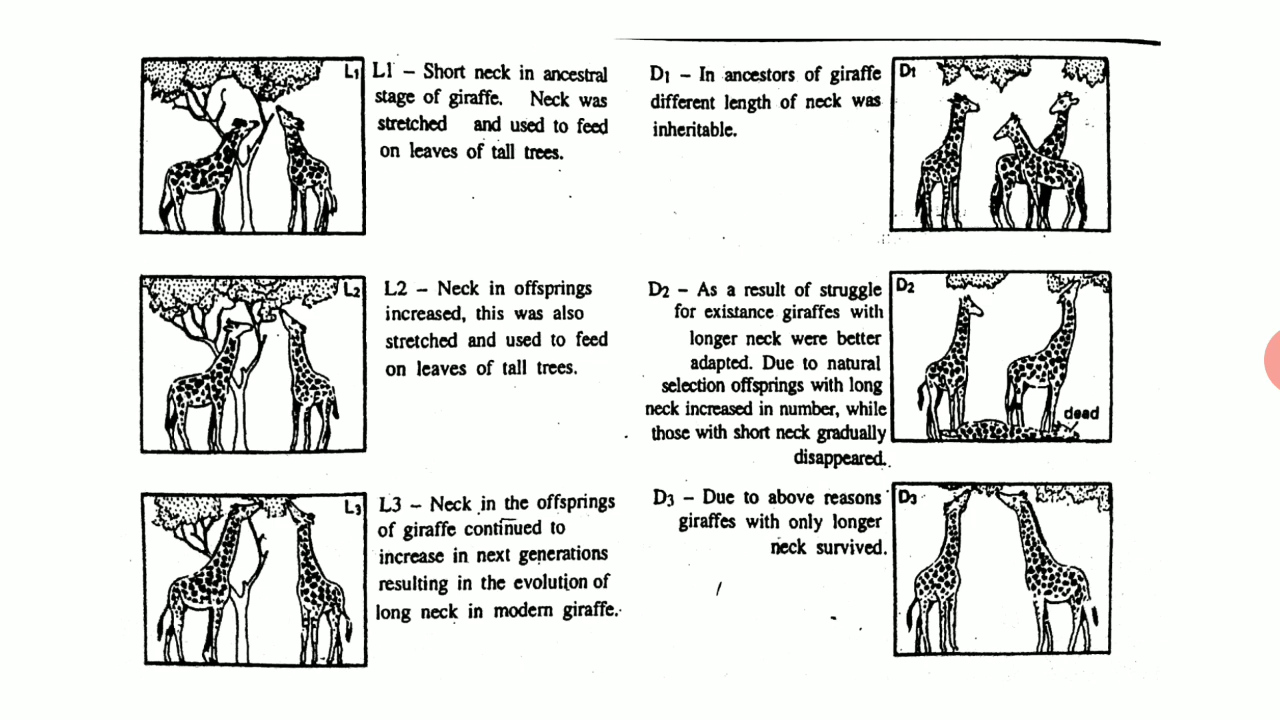 L1
L1 – Short neck in ancestral
stage of giraffe. Neck was
stretched and used to feed
on leaves of tall trees.
L2
L2 – Neck in offsprings
increased, this was also
stretched and used to feed
on leaves of tall trees.
L3
L3 – Neck in the offsprings
of giraffe continued to
increase in next generations
resulting in the evolution of
long neck in modern giraffe.
D1 – In ancestors of giraffe
different length of neck was
inheritable.
D1
D2 – As a result of struggle
for existance giraffes with
longer neck were better
adapted. Due to natural
selection offsprings with long
neck increased in number, while
those with short neck gradually
disappeared.
D2
dead
D3 – Due to above reasons
giraffes with only longer
neck survived.
D3